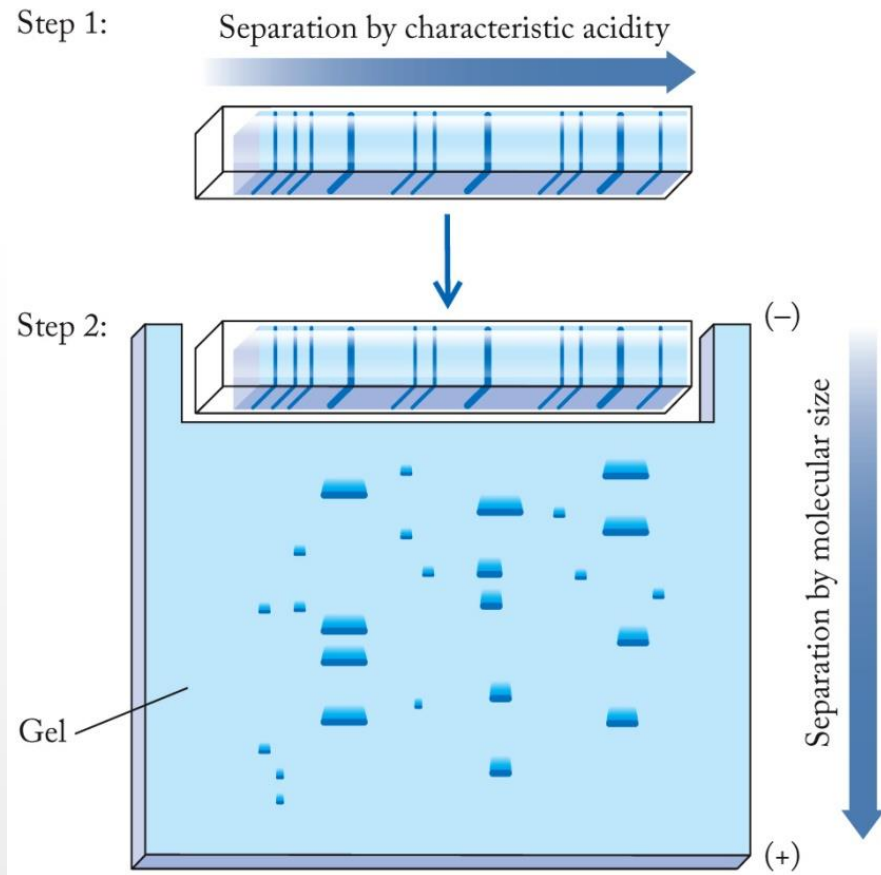 Step 1:
Separation by characteristic acidity
Step 2:
(−)
Separation by molecular size
Gel
(+)